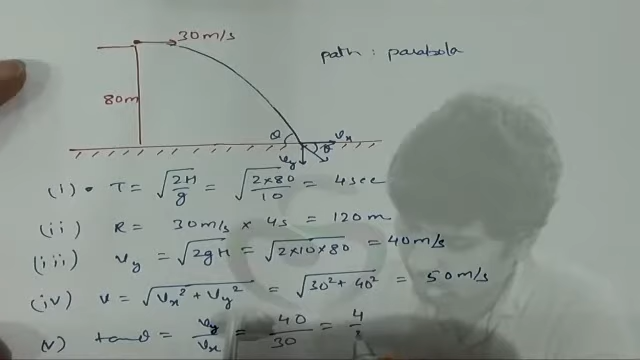 30m/s
path : parabola
80m
θ vx
vy θ
(i) • T = √(2H/g) = √(2×80/10) = 4sec
(ii) R = 30m/s × 4s = 120m
(iii) vy = √2gH = √2×10×80 = 40m/s
(iv) v = √(vx² + vy²) = √(30² + 40²) = 50m/s
(v) tanθ = vy/vx = 40/30 = 4/